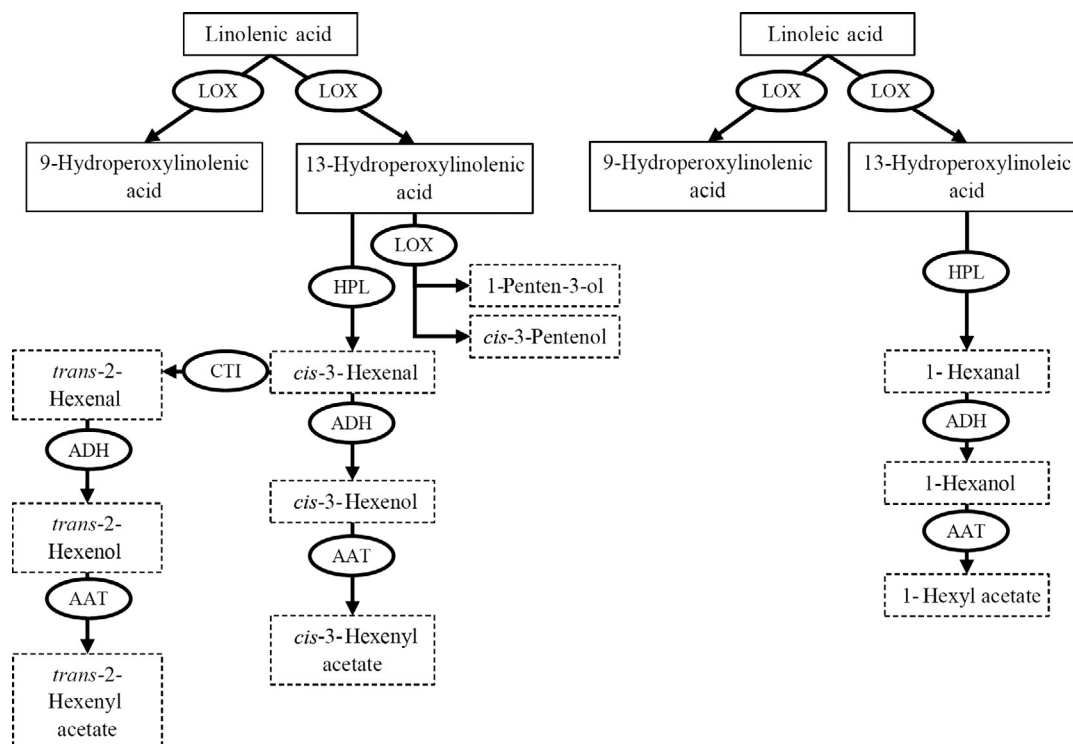 Linolenic acid
LOX
LOX
9-Hydroperoxylinolenic
acid
13-Hydroperoxylinolenic
acid
LOX
HPL
1-Penten-3-ol
cis-3-Pentenol
trans-2-
Hexenal
CTI
cis-3-Hexenal
ADH
ADH
trans-2-
Hexenol
cis-3-Hexenol
AAT
AAT
trans-2-
Hexenyl
acetate
cis-3-Hexenyl
acetate
Linoleic acid
LOX
LOX
9-Hydroperoxylinolenic
acid
13-Hydroperoxylinoleic
acid
HPL
1- Hexanal
ADH
1-Hexanol
AAT
1- Hexyl acetate